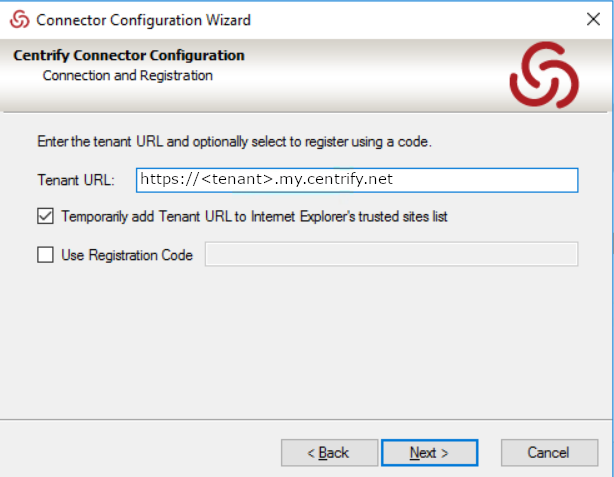 Connector Configuration Wizard
Centrify Connector Configuration
Connection and Registration
Enter the tenant URL and optionally select to register using a code.
Tenant URL: https://<tenant>.my.centrify.net
Temporarily add Tenant URL to Internet Explorer's trusted sites list
Use Registration Code
< Back Next > Cancel